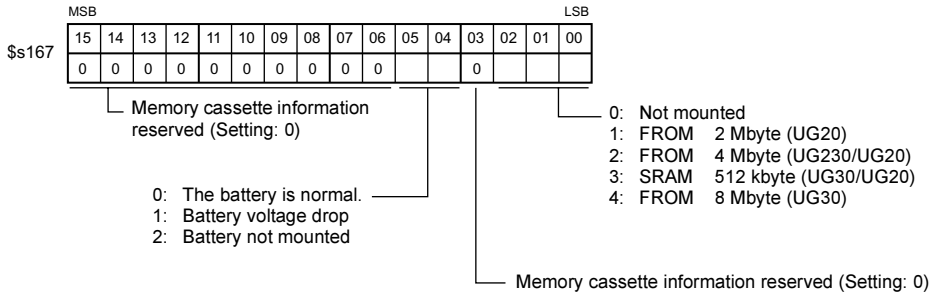 MSB LSB
$s167
15 14 13 12 11 10 09 08 07 06 05 04 03 02 01 00
0 0 0 0 0 0 0 0 0 0 0
Memory cassette information
reserved (Setting: 0)
0: Not mounted
1: FROM 2 Mbyte (UG20)
2: FROM 4 Mbyte (UG230/UG20)
3: SRAM 512 kbyte (UG30/UG20)
4: FROM 8 Mbyte (UG30)
0: The battery is normal.
1: Battery voltage drop
2: Battery not mounted
Memory cassette information reserved (Setting: 0)